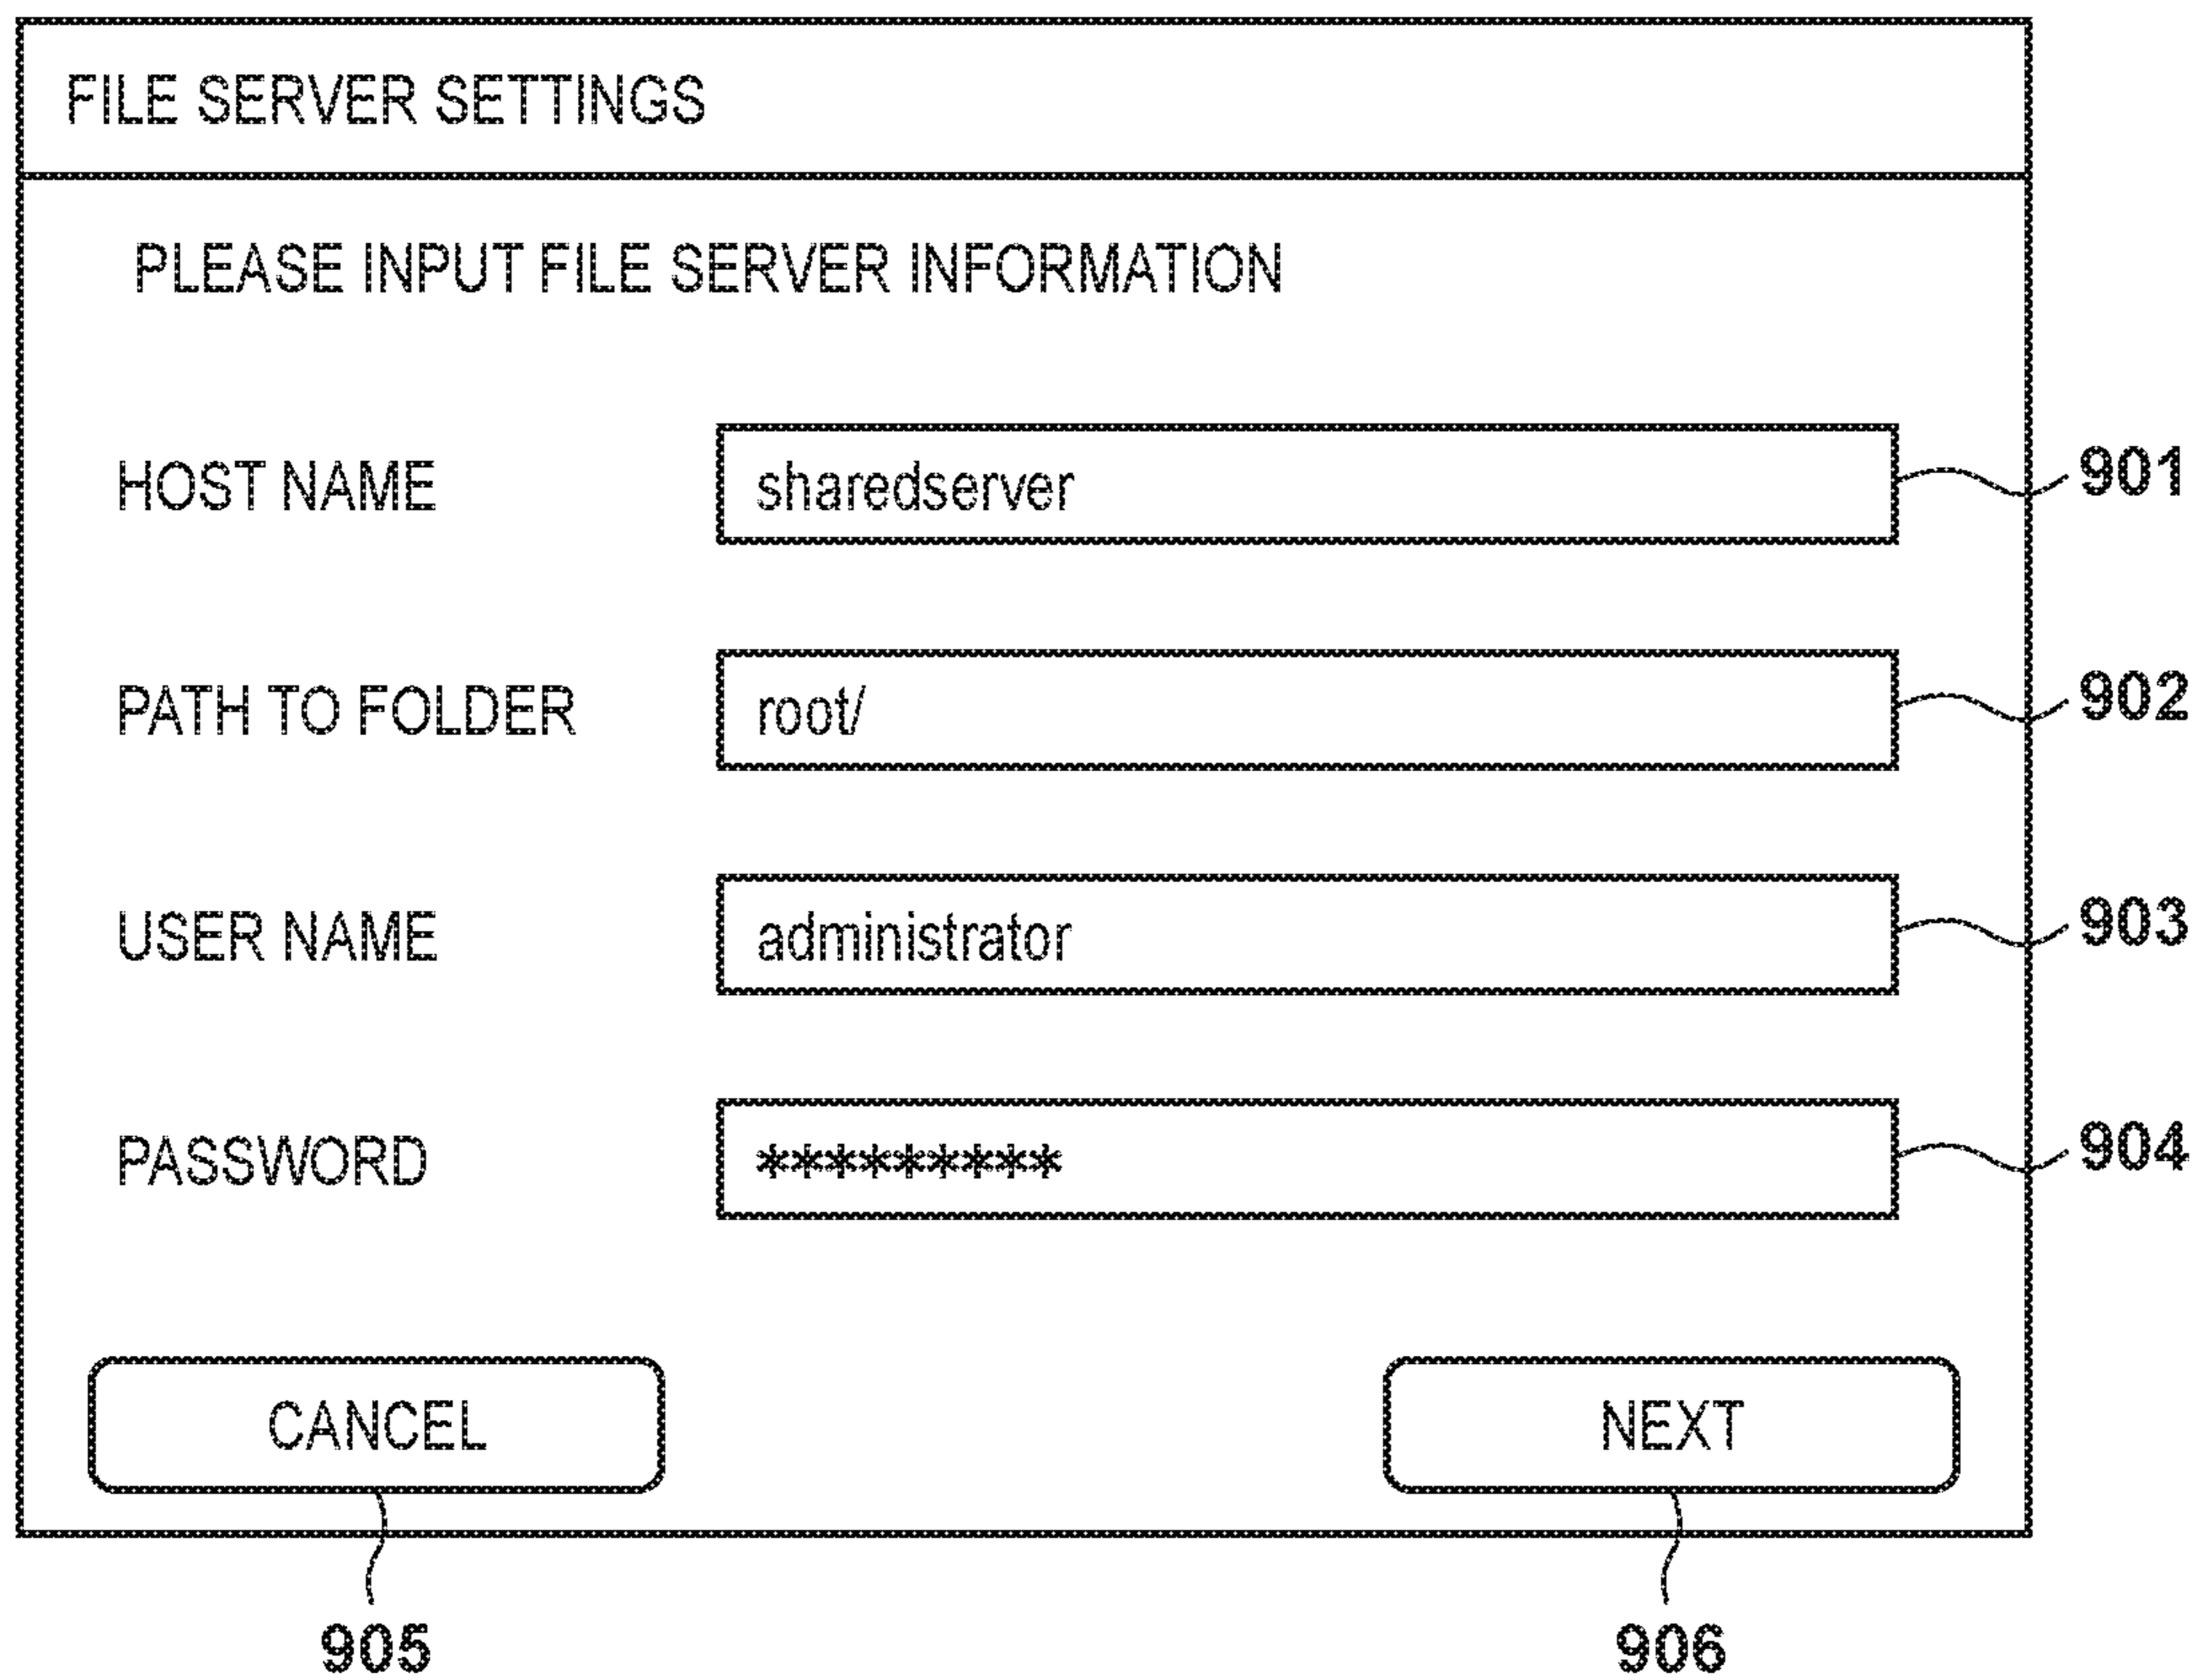 FILE SERVER SETTINGS
PLEASE INPUT FILE SERVER INFORMATION
HOST NAME sharedserver 901
PATH TO FOLDER root/ 902
USER NAME administrator 903
PASSWORD ********* 904
CANCEL NEXT
905 906